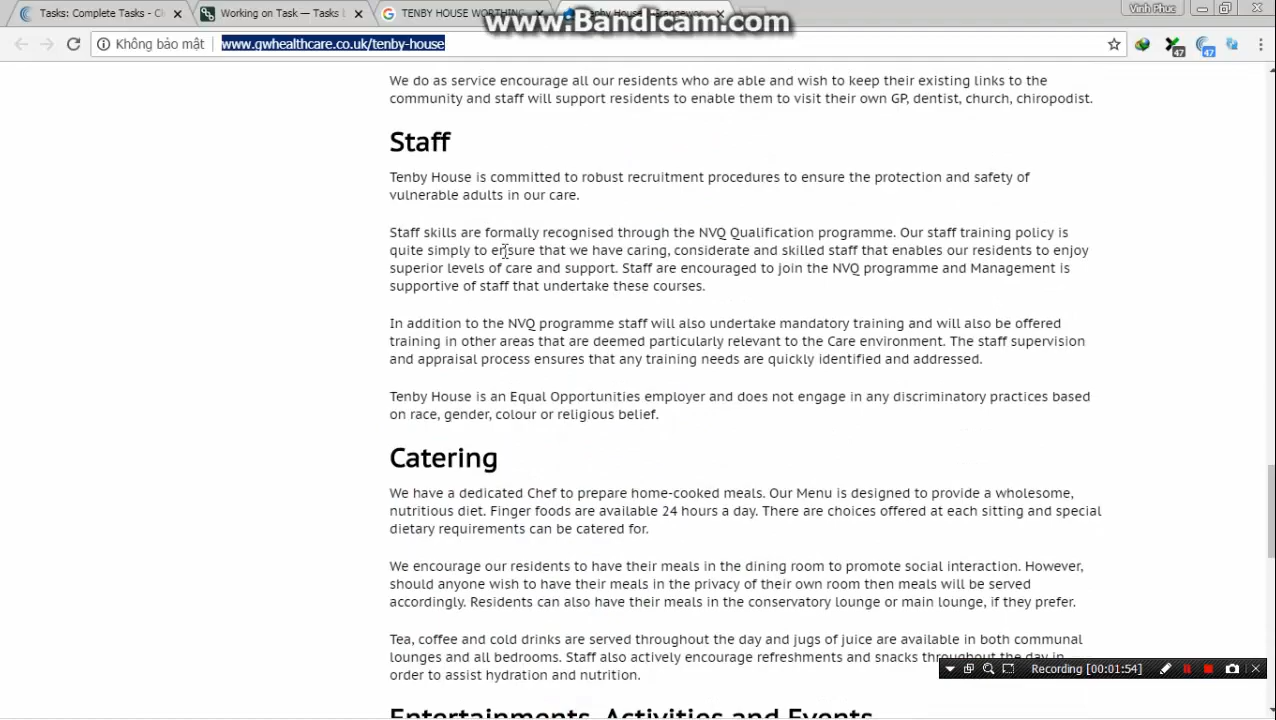 Tasks: Complete Tasks - Cl
Working on Task — Tasks l
TENBY HOUSE WORTHING
www.Bandicam.com
Vinh Phuc
Không bảo mật
www.gwhealthcare.co.uk/tenby-house
47
47
We do as service encourage all our residents who are able and wish to keep their existing links to the
community and staff will support residents to enable them to visit their own GP, dentist, church, chiropodist.
Staff
Tenby House is committed to robust recruitment procedures to ensure the protection and safety of
vulnerable adults in our care.
Staff skills are formally recognised through the NVQ Qualification programme. Our staff training policy is
quite simply to ensure that we have caring, considerate and skilled staff that enables our residents to enjoy
superior levels of care and support. Staff are encouraged to join the NVQ programme and Management is
supportive of staff that undertake these courses.
In addition to the NVQ programme staff will also undertake mandatory training and will also be offered
training in other areas that are deemed particularly relevant to the Care environment. The staff supervision
and appraisal process ensures that any training needs are quickly identified and addressed.
Tenby House is an Equal Opportunities employer and does not engage in any discriminatory practices based
on race, gender, colour or religious belief.
Catering
We have a dedicated Chef to prepare home-cooked meals. Our Menu is designed to provide a wholesome,
nutritious diet. Finger foods are available 24 hours a day. There are choices offered at each sitting and special
dietary requirements can be catered for.
We encourage our residents to have their meals in the dining room to promote social interaction. However,
should anyone wish to have their meals in the privacy of their own room then meals will be served
accordingly. Residents can also have their meals in the conservatory lounge or main lounge, if they prefer.
Tea, coffee and cold drinks are served throughout the day and jugs of juice are available in both communal
lounges and all bedrooms. Staff also actively encourage refreshments and snacks throughout the day in
order to assist hydration and nutrition.
Recording [00:01:54]
Entertainments, Activities and Events